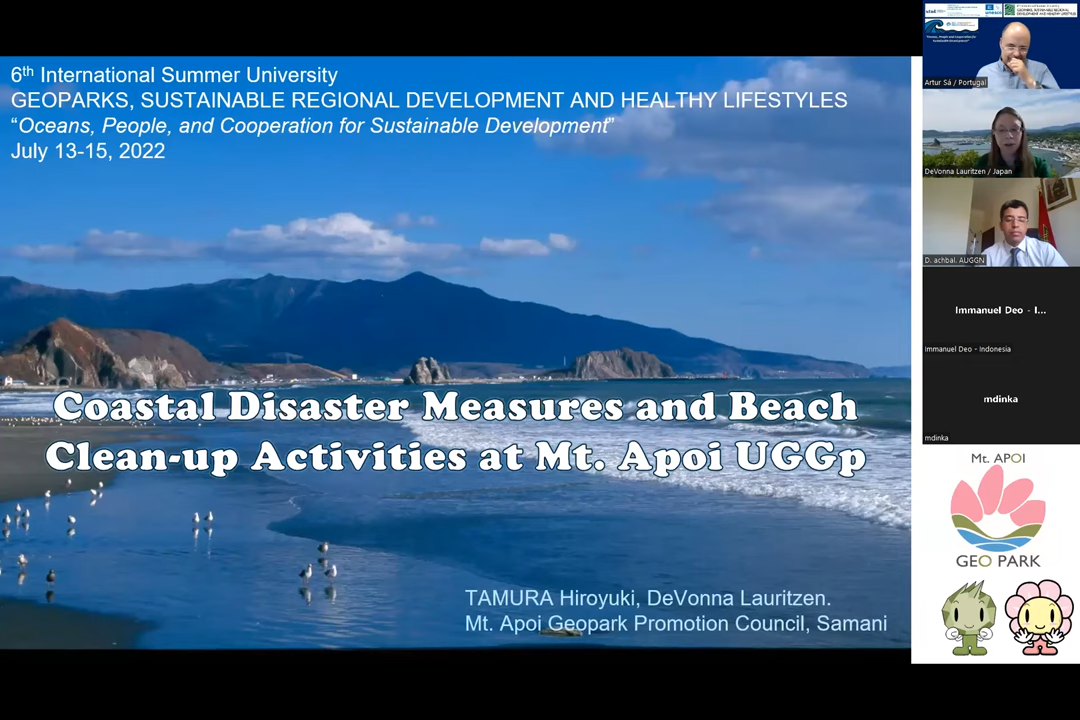 6th International Summer University
GEOPARKS, SUSTAINABLE REGIONAL DEVELOPMENT AND HEALTHY LIFESTYLES
“Oceans, People, and Cooperation for Sustainable Development”
July 13-15, 2022
Coastal Disaster Measures and Beach
Clean-up Activities at Mt. Apoi UGGp
TAMURA Hiroyuki, DeVonna Lauritzen.
Mt. Apoi Geopark Promotion Council, Samani
Artur Sá / Portugal
DeVonna Lauritzen / Japan
D. achbal. AUGGN
Immanuel Deo - I...
Immanuel Deo - Indonesia
mdinka
mdinka
Mt. APOI
GEO PARK